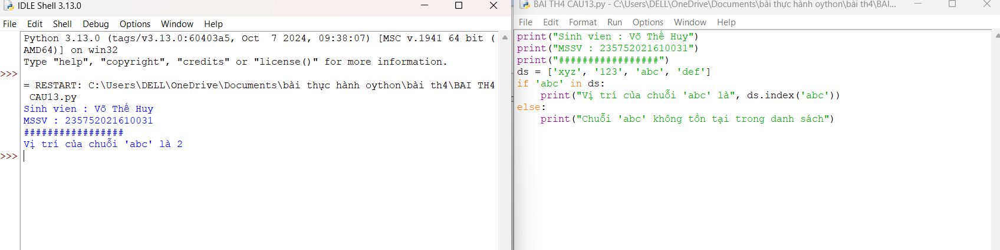 IDLE Shell 3.13.0
File Edit Shell Debug Options Window Help
Python 3.13.0 (tags/v3.13.0:60403a5, Oct  7 2024, 09:38:07) [MSC v.1941 64 bit (
AMD64)] on win32
Type "help", "copyright", "credits" or "license()" for more information.
>>>
= RESTART: C:\Users\DELL\OneDrive\Documents\bài thực hành oython\bài th4\BAI TH4
 CAU13.py
Sinh vien : Võ Thế Huy
MSSV : 235752021610031
#################
Vị trí của chuỗi 'abc' là 2
>>>
BAI TH4 CAU13.py - C:\Users\DELL\OneDrive\Documents\bài thực hành oython\bài th4\BAI...
File Edit Format Run Options Window Help
print("Sinh vien : Võ Thế Huy")
print("MSSV : 235752021610031")
print("#################")
ds = ['xyz', '123', 'abc', 'def']
if 'abc' in ds:
    print("Vị trí của chuỗi 'abc' là", ds.index('abc'))
else:
    print("Chuỗi 'abc' không tồn tại trong danh sách")